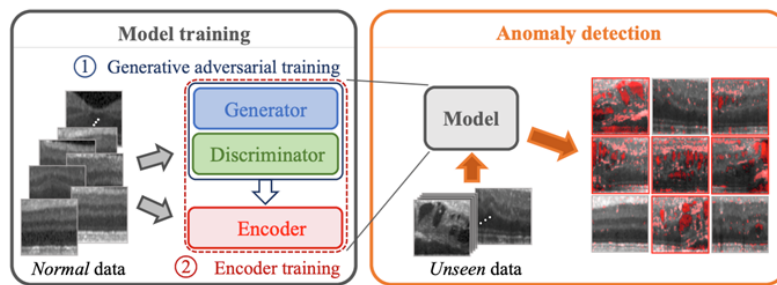 Model training
① Generative adversarial training
Generator
Discriminator
Encoder
② Encoder training
Normal data
Anomaly detection
Model
Unseen data